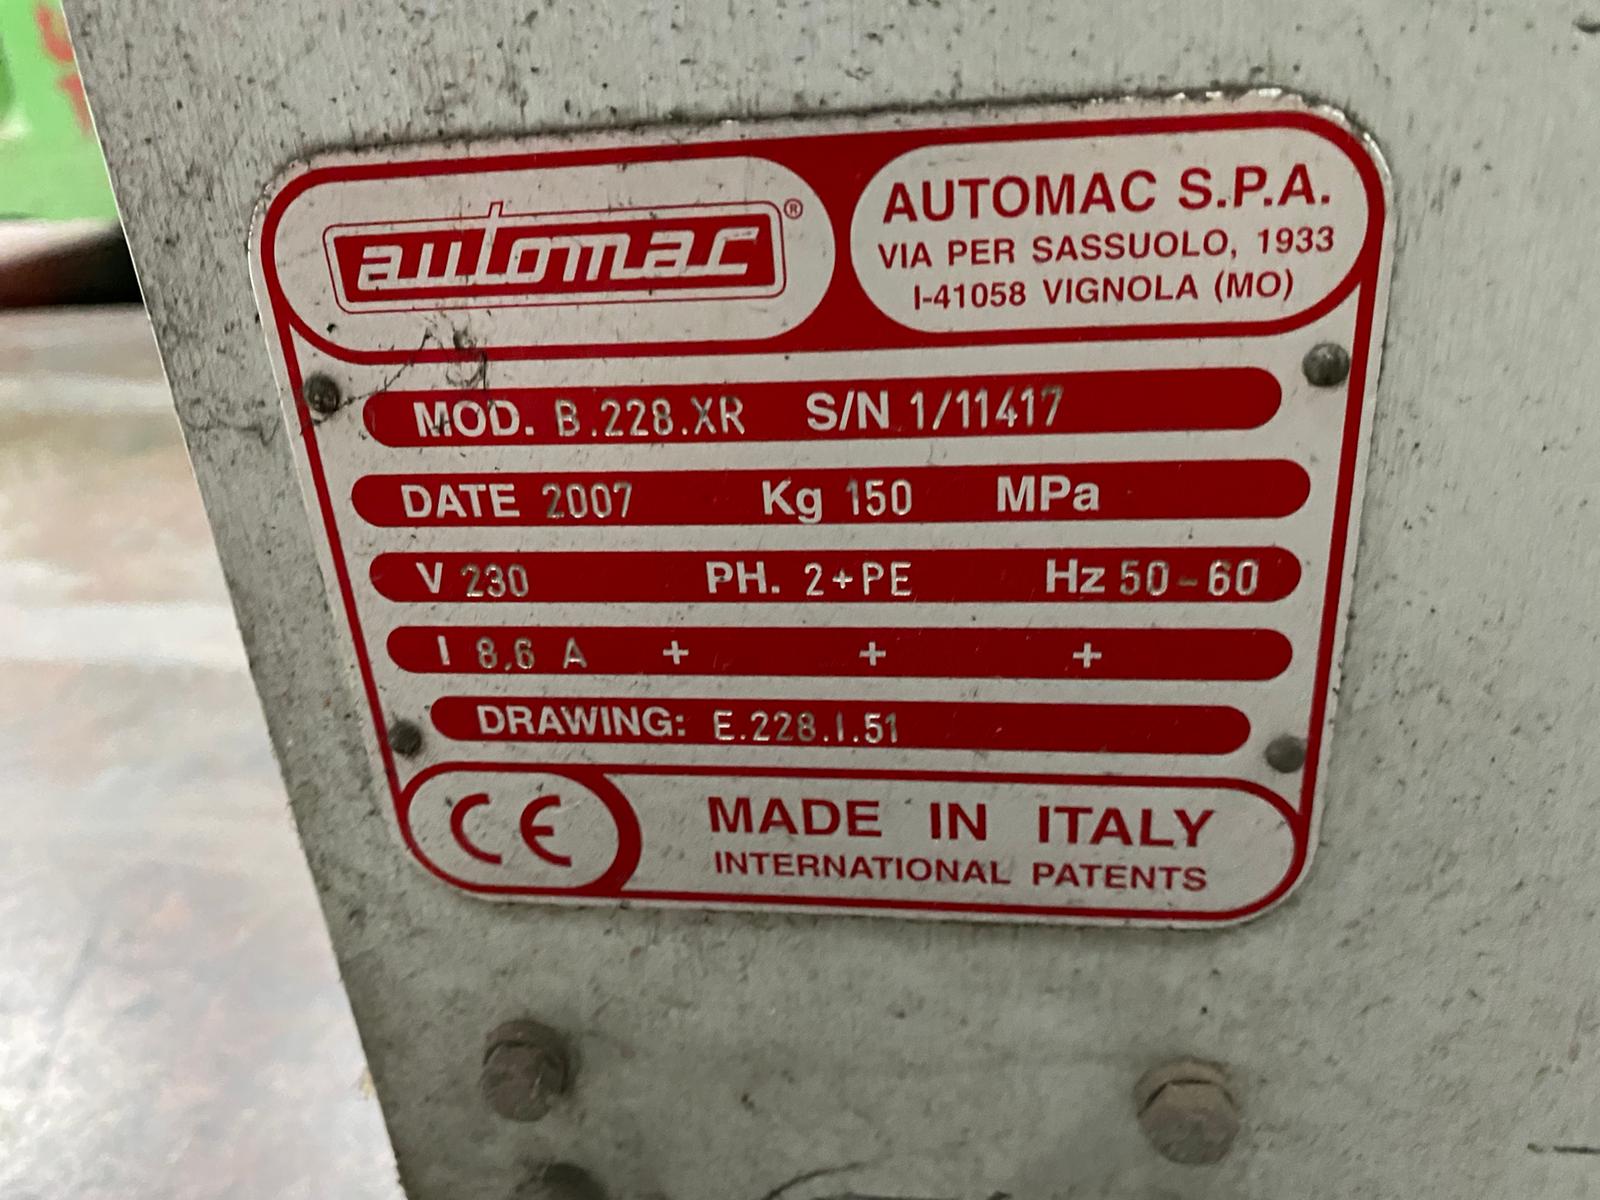 automac®
AUTOMAC S.P.A.
VIA PER SASSUOLO, 1933
I-41058 VIGNOLA (MO)
MOD. B.228.XR S/N 1/11417
DATE 2007 Kg 150 MPa
V 230 PH. 2+PE Hz 50-60
I 8,6 A + + +
DRAWING: E.228.I.51
CE MADE IN ITALY
INTERNATIONAL PATENTS